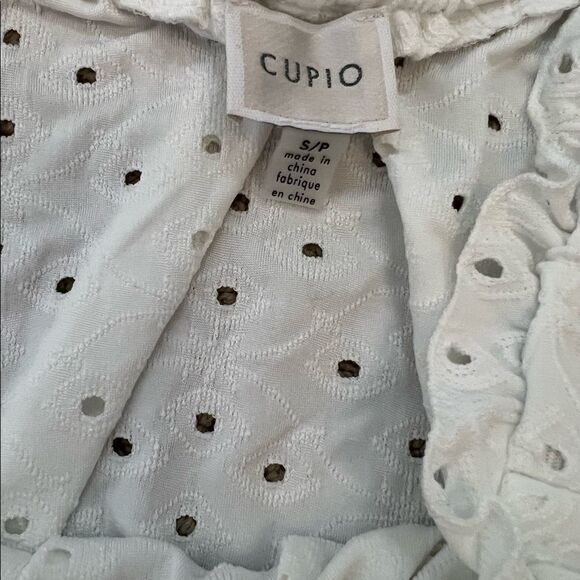 CUPIO
S/P
made in
china
fabrique
en chine